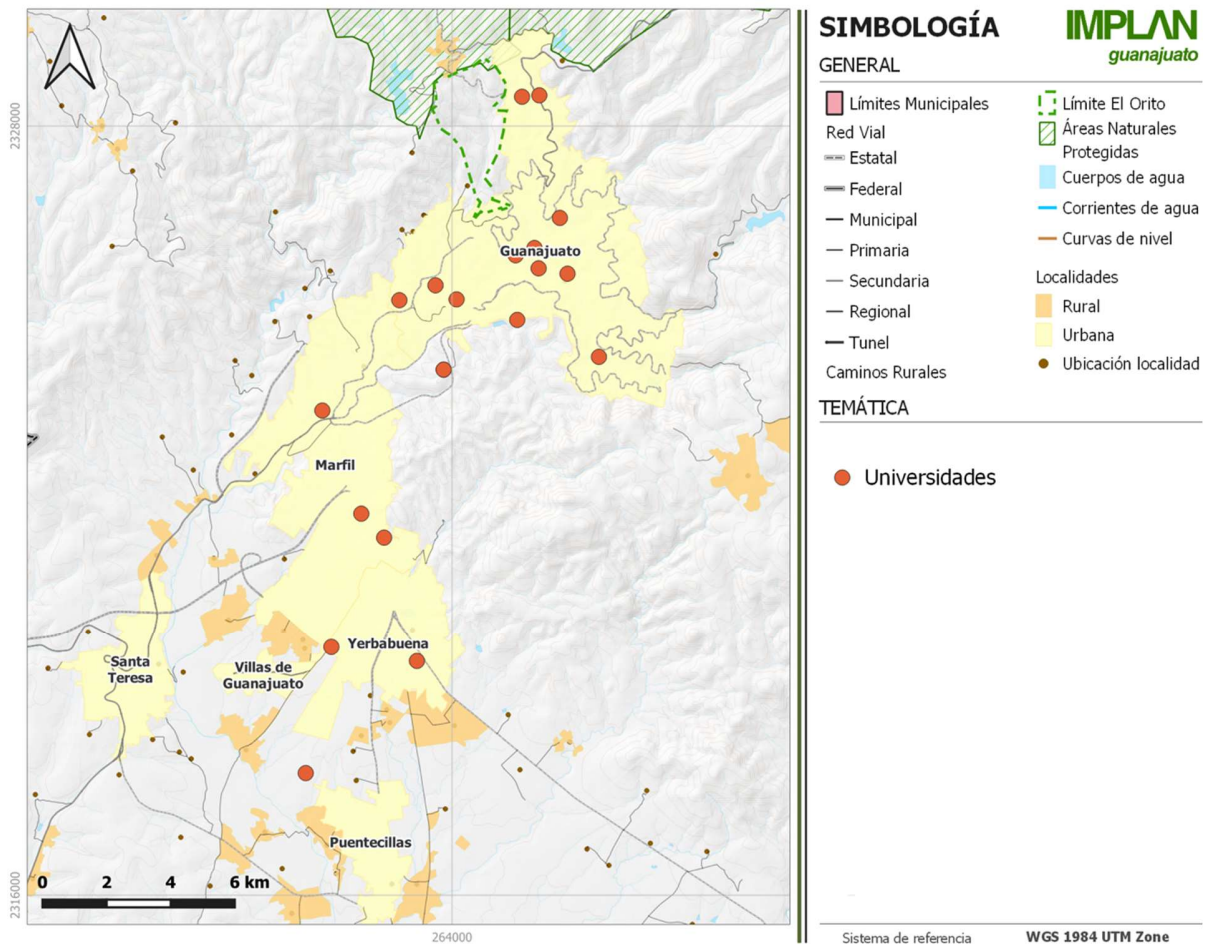 SIMBOLOGÍA
IMPLAN
guanajuato
GENERAL
Límites Municipales
Red Vial
Estatal
Federal
Municipal
Primaria
Secundaria
Regional
Tunel
Caminos Rurales
Límite El Orito
Áreas Naturales
Protegidas
Cuerpos de agua
Corrientes de agua
Curvas de nivel
Localidades
Rural
Urbana
Ubicación localidad
TEMÁTICA
Universidades
Sistema de referencia
WGS 1984 UTM Zone
2328000
Guanajuato
Marfil
Yerbabuena
Santa
Teresa
Villas de
Guanajuato
Puentecillas
0 2 4 6 km
2316000
264000